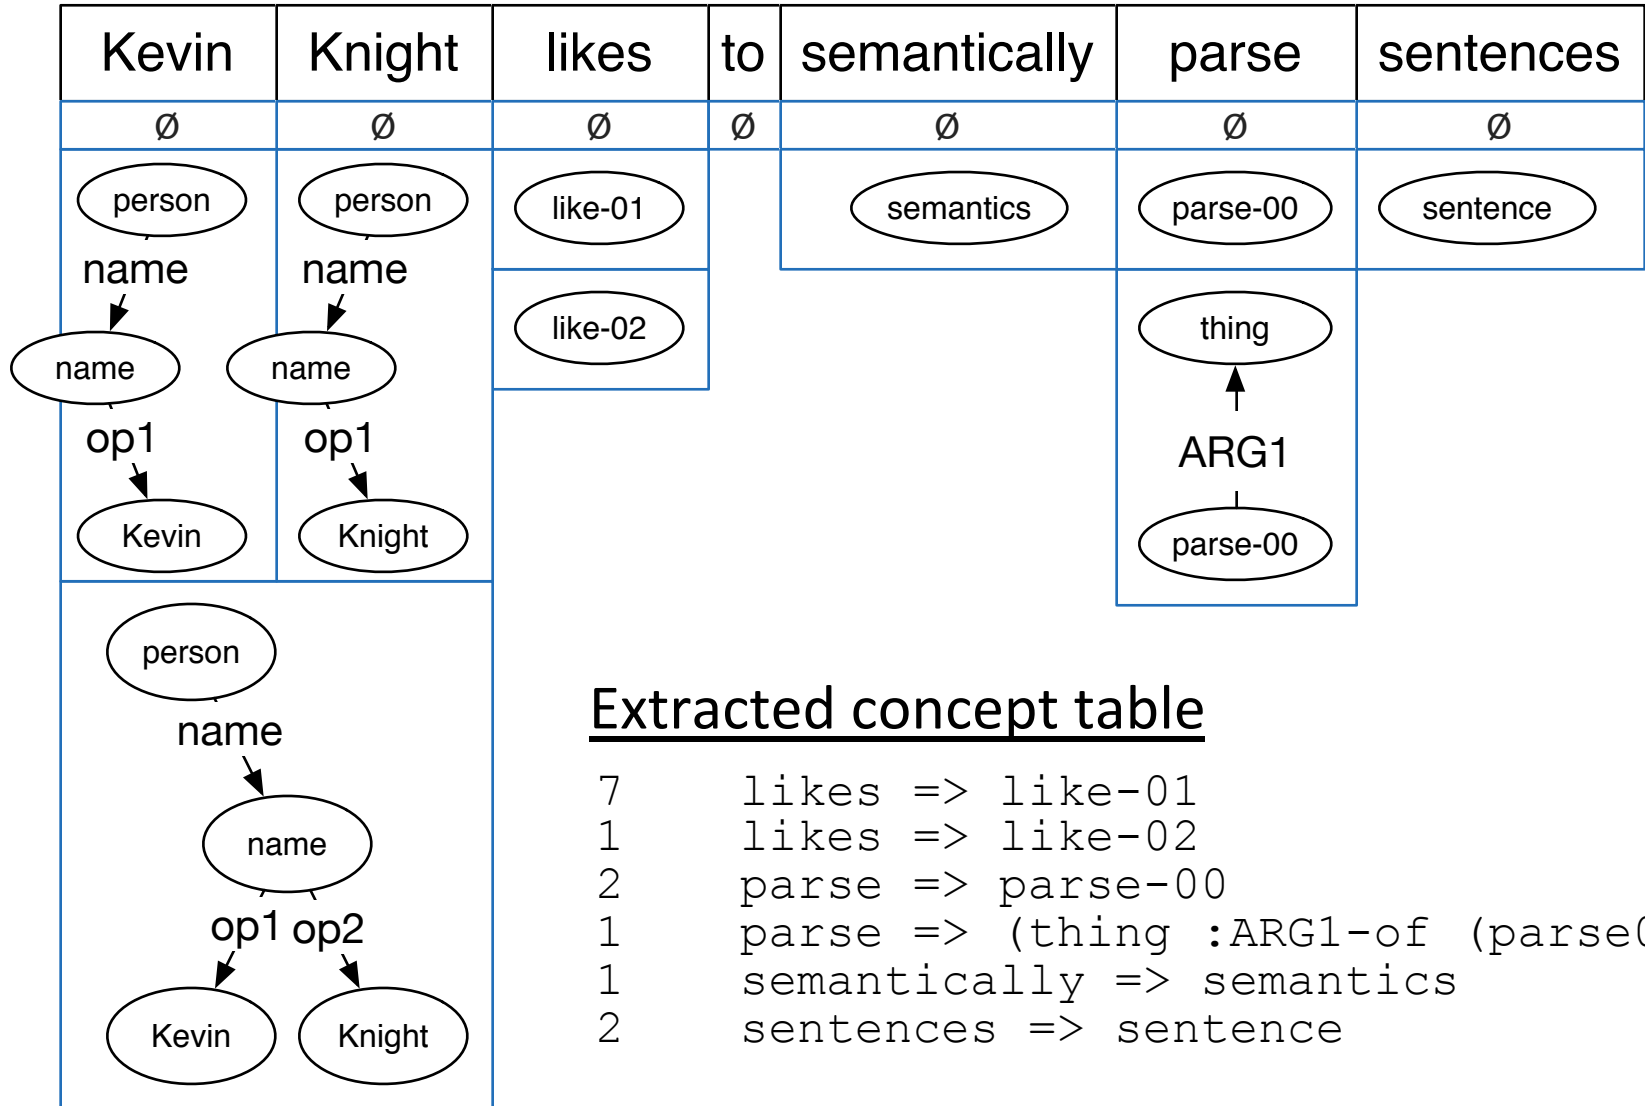 Kevin Knight likes to semantically parse sentences
Ø Ø Ø Ø Ø Ø Ø
person person like-01 semantics parse-00 sentence
name name
like-02 thing
name name
op1 op1 ARG1
Kevin Knight parse-00
person
name
name
op1 op2
Kevin Knight
Extracted concept table
7 likes => like-01
1 likes => like-02
2 parse => parse-00
1 parse => (thing :ARG1-of (parse0
1 semantically => semantics
2 sentences => sentence